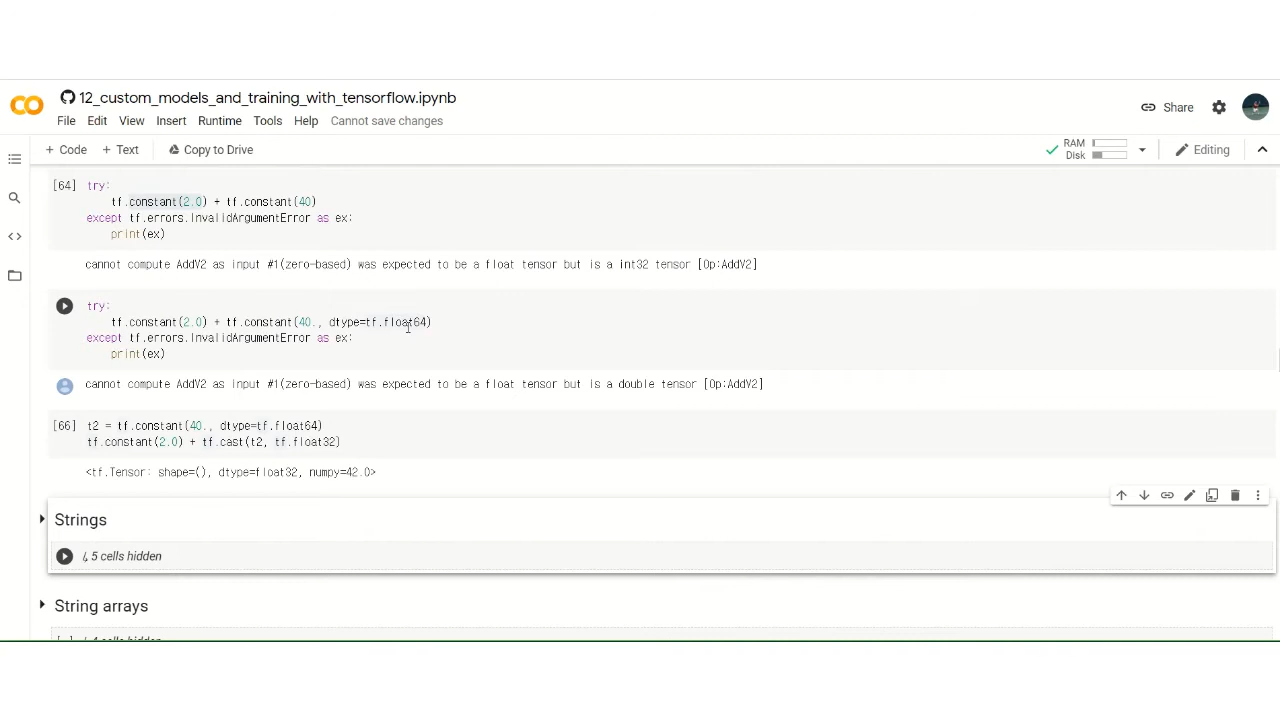 12_custom_models_and_training_with_tensorflow.ipynb
File Edit View Insert Runtime Tools Help Cannot save changes
Share
+ Code + Text Copy to Drive
RAM
Disk
Editing
[64] try:
tf.constant(2.0) + tf.constant(40)
except tf.errors.InvalidArgumentError as ex:
print(ex)
cannot compute AddV2 as input #1(zero-based) was expected to be a float tensor but is a int32 tensor [Op:AddV2]
try:
tf.constant(2.0) + tf.constant(40., dtype=tf.float64)
except tf.errors.InvalidArgumentError as ex:
print(ex)
cannot compute AddV2 as input #1(zero-based) was expected to be a float tensor but is a double tensor [Op:AddV2]
[66] t2 = tf.constant(40., dtype=tf.float64)
tf.constant(2.0) + tf.cast(t2, tf.float32)
<tf.Tensor: shape=(), dtype=float32, numpy=42.0>
Strings
↳ 5 cells hidden
String arrays
[ ] ↳ 4 cells hidden